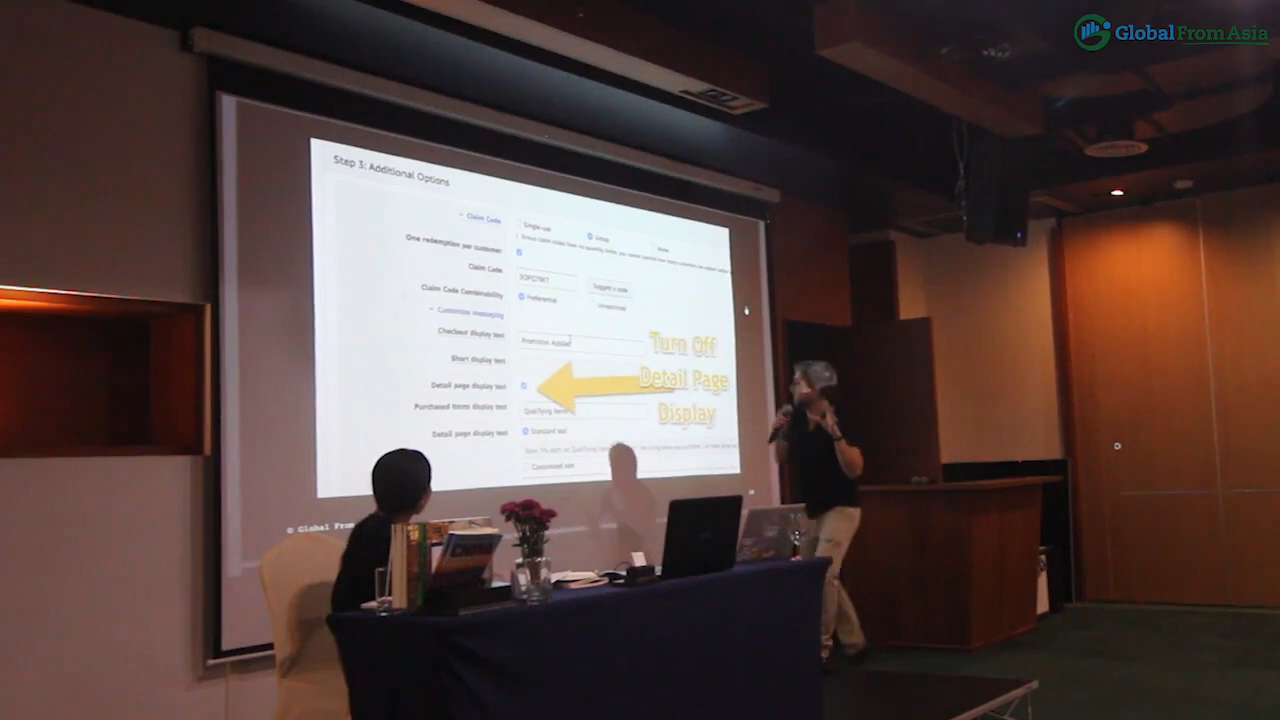 GlobalFromAsia
Step 3: Additional Options
Claim Code
Single-use
Group
None
One redemption per customer
Claim Code
Suggest a code
Claim Code Combinability
Preferential
Unrestricted
Customize messaging
Checkout display text
Promotion Applied
Short display text
Detail page display text
Purchased items display text
Qualifying items
Detail page display text
Standard text
Customized text
Turn Off
Detail Page
Display
© Global From